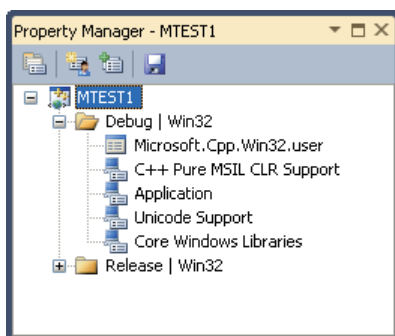 Property Manager - MTEST1
MTEST1
Debug | Win32
Microsoft.Cpp.Win32.user
C++ Pure MSIL CLR Support
Application
Unicode Support
Core Windows Libraries
Release | Win32